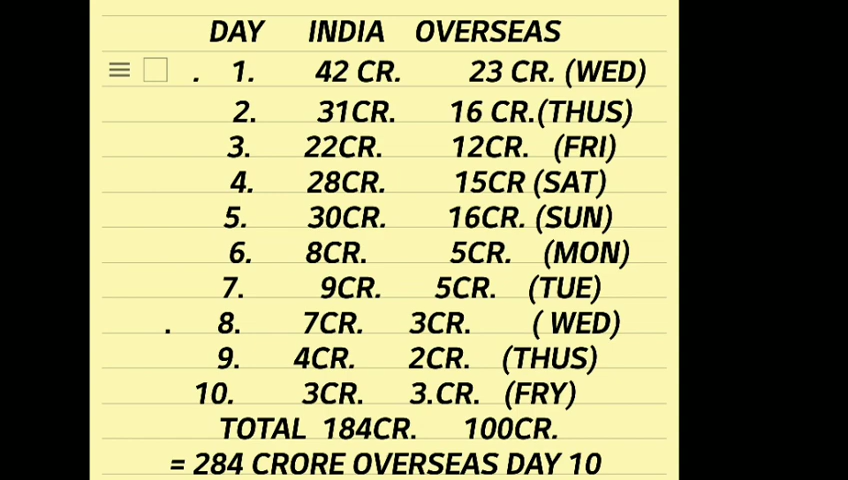 DAY INDIA OVERSEAS
. 1. 42 CR. 23 CR. (WED)
2. 31CR. 16 CR.(THUS)
3. 22CR. 12CR. (FRI)
4. 28CR. 15CR (SAT)
5. 30CR. 16CR. (SUN)
6. 8CR. 5CR. (MON)
7. 9CR. 5CR. (TUE)
. 8. 7CR. 3CR. ( WED)
9. 4CR. 2CR. (THUS)
10. 3CR. 3.CR. (FRY)
TOTAL 184CR. 100CR.
= 284 CRORE OVERSEAS DAY 10